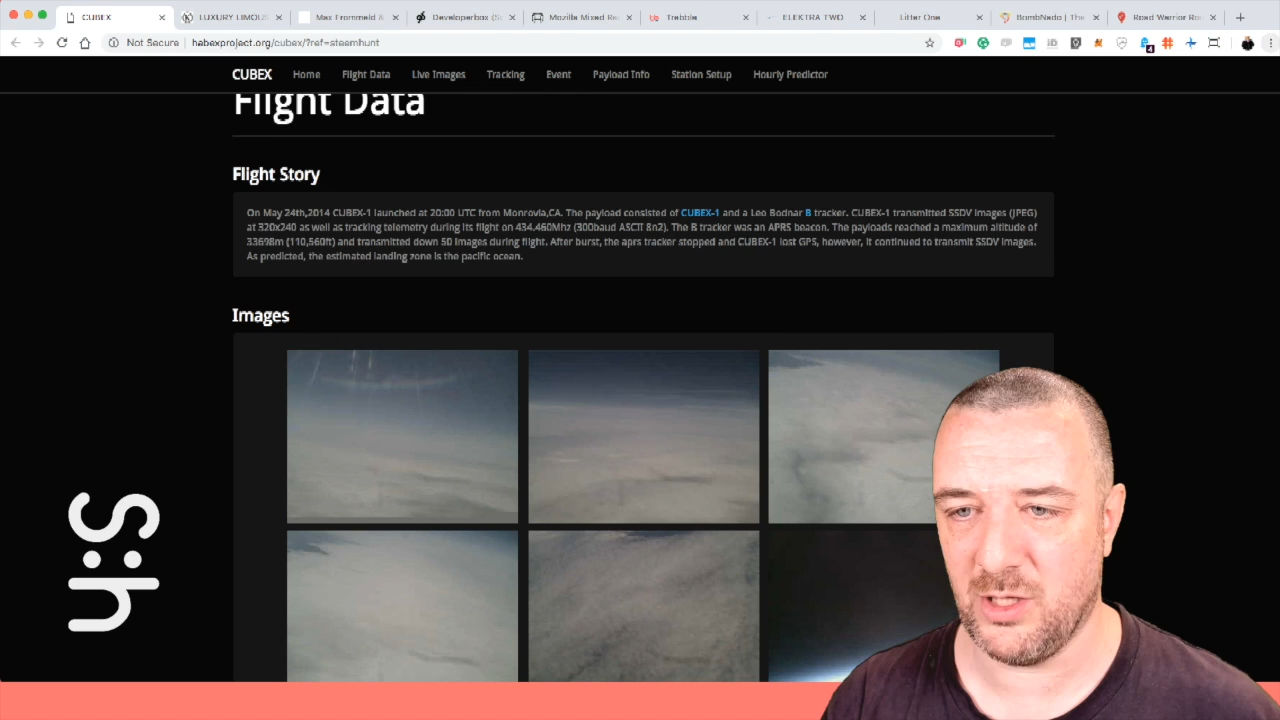 CUBEX
LUXURY LIMOUS
Max Frommeld &
Developerbox (S
Mozilla Mixed Re
Trebble
ELEKTRA TWO
Litter One
BombNado | The
Road Warrior Ro
Not Secure
habexproject.org/cubex/?ref=steemhunt
4
CUBEX
Home
Flight Data
Live Images
Tracking
Event
Payload Info
Station Setup
Hourly Predictor
Flight Data
Flight Story
On May 24th,2014 CUBEX-1 launched at 20:00 UTC from Monrovia,CA. The payload consisted of CUBEX-1 and a Leo Bodnar B tracker. CUBEX-1 transmitted SSDV images (JPEG)
at 320x240 as well as tracking telemetry during its flight on 434.460Mhz (300baud ASCII 8n2). The B tracker was an APRS beacon. The payloads reached a maximum altitude of
33698m (110,560ft) and transmitted down 50 images during flight. After burst, the aprs tracker stopped and CUBEX-1 lost GPS, however, it continued to transmit SSDV images.
As predicted, the estimated landing zone is the pacific ocean.
Images
S:h